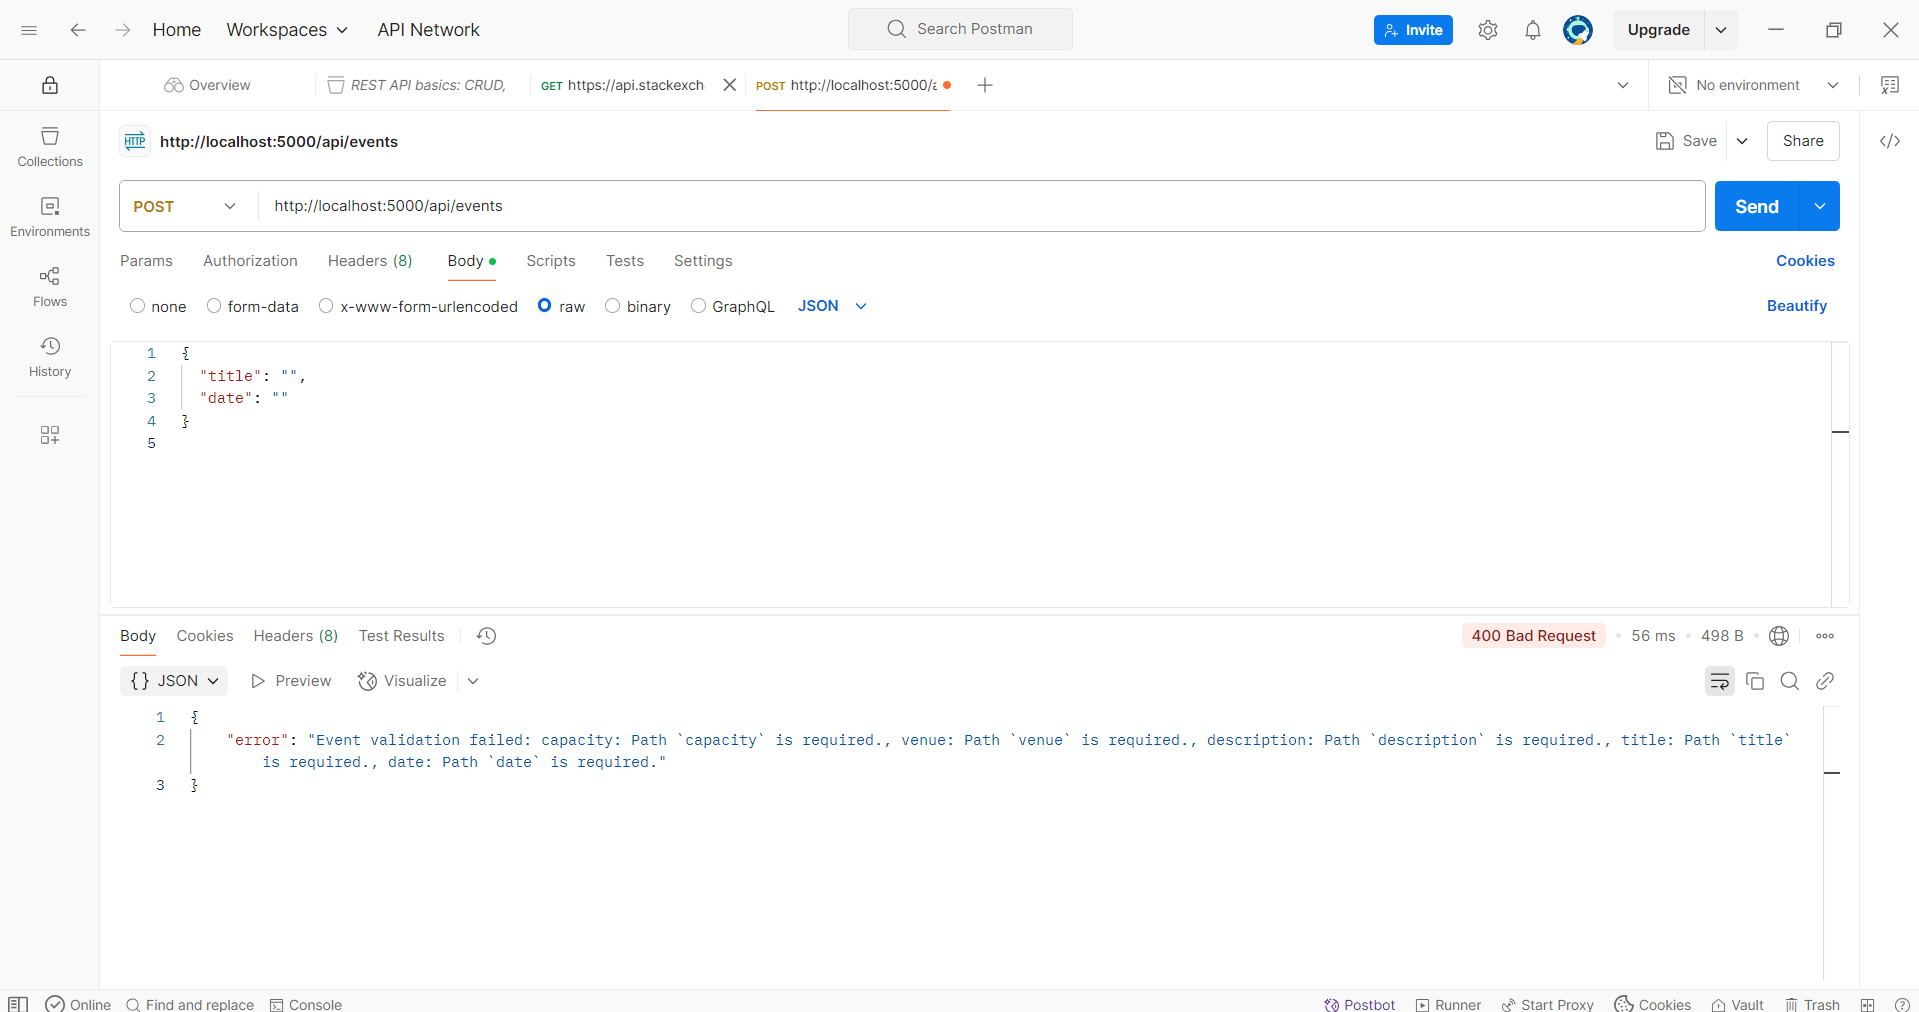 Home Workspaces API Network Search Postman Invite Upgrade
Overview REST API basics: CRUD, GET https://api.stackexch POST http://localhost:5000/a No environment
HTTP http://localhost:5000/api/events Save Share
Collections
POST http://localhost:5000/api/events Send
Environments
Params Authorization Headers (8) Body Scripts Tests Settings Cookies
Flows
none form-data x-www-form-urlencoded raw binary GraphQL JSON Beautify
History
1 {
2 "title": "",
3 "date": ""
4 }
5
Body Cookies Headers (8) Test Results 400 Bad Request 56 ms 498 B
{} JSON Preview Visualize
1 {
2 "error": "Event validation failed: capacity: Path `capacity` is required., venue: Path `venue` is required., description: Path `description` is required., title: Path `title`
is required., date: Path `date` is required."
3 }
Online Find and replace Console Postbot Runner Start Proxy Cookies Vault Trash